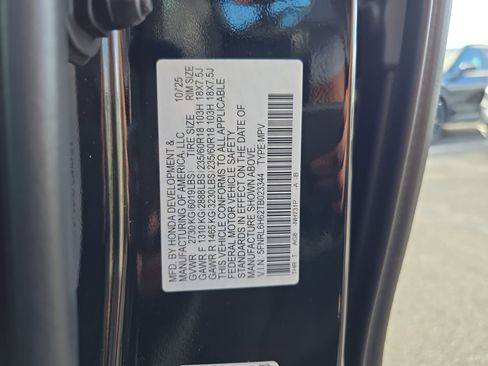 MFD. BY HONDA DEVELOPMENT & 10/25
MANUFACTURING OF AMERICA, LLC
GVWR 2730 KG(6019LBS) TIRE SIZE RIM SIZE
GAWR F 1310 KG(2888LBS) 235/60R18 103H 18X7.5J
GAWR R 1465 KG(3230LBS) 235/60R18 103H 18X7.5J
THIS VEHICLE CONFORMS TO ALL APPLICABLE
FEDERAL MOTOR VEHICLE SAFETY
STANDARDS IN EFFECT ON THE DATE OF
MANUFACTURE SHOWN ABOVE.
V.I.N. 5FNRL6H62TB023344 TYPE:MPV
THR-T AGB -NH731P -A -B